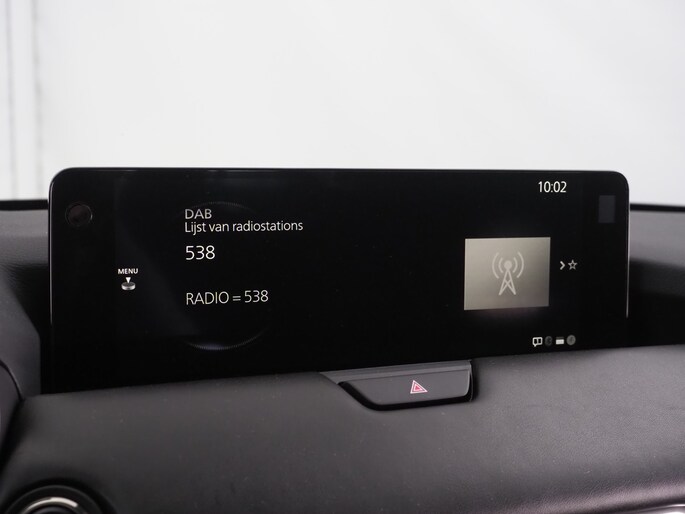 10:02
DAB
Lijst van radiostations
538
MENU
RADIO = 538